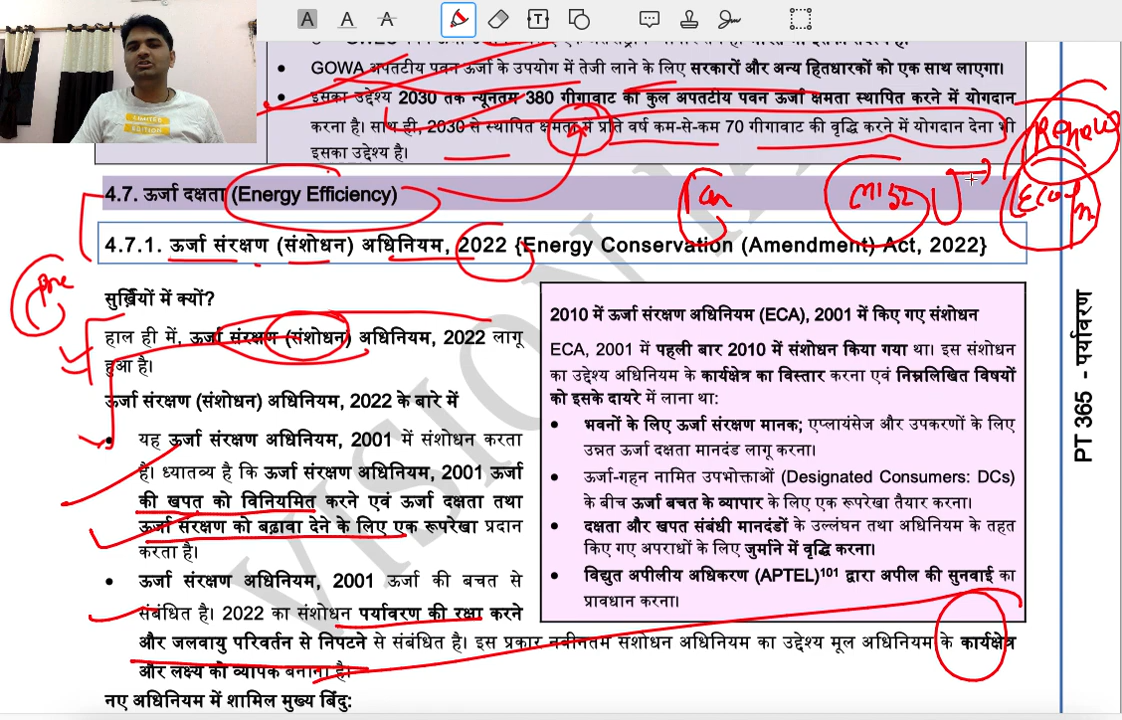 GOWA अपतटीय पवन ऊर्जा के उपयोग में तेजी लाने के लिए सरकारों और अन्य हितधारकों को एक साथ लाएगा।
इसका उद्देश्य 2030 तक न्यूनतम 380 गीगावाट की कुल अपतटीय पवन ऊर्जा क्षमता स्थापित करने में योगदान
करना है। साथ ही, 2030 से स्थापित क्षमता में प्रति वर्ष कम-से-कम 70 गीगावाट की वृद्धि करने में योगदान देना भी
इसका उद्देश्य है।
4.7. ऊर्जा दक्षता (Energy Efficiency)
4.7.1. ऊर्जा संरक्षण (संशोधन) अधिनियम, 2022 {Energy Conservation (Amendment) Act, 2022}
सुर्ख़ियों में क्यों?
हाल ही में, ऊर्जा संरक्षण (संशोधन) अधिनियम, 2022 लागू
हुआ है।
ऊर्जा संरक्षण (संशोधन) अधिनियम, 2022 के बारे में
यह ऊर्जा संरक्षण अधिनियम, 2001 में संशोधन करता
है। ध्यातव्य है कि ऊर्जा संरक्षण अधिनियम, 2001 ऊर्जा
की खपत को विनियमित करने एवं ऊर्जा दक्षता तथा
ऊर्जा संरक्षण को बढ़ावा देने के लिए एक रूपरेखा प्रदान
करता है।
ऊर्जा संरक्षण अधिनियम, 2001 ऊर्जा की बचत से
संबंधित है। 2022 का संशोधन पर्यावरण की रक्षा करने
और जलवायु परिवर्तन से निपटने से संबंधित है। इस प्रकार नवीनतम संशोधन अधिनियम का उद्देश्य मूल अधिनियम के कार्यक्षेत्र
और लक्ष्य को व्यापक बनाना है।
नए अधिनियम में शामिल मुख्य बिंदु:
2010 में ऊर्जा संरक्षण अधिनियम (ECA), 2001 में किए गए संशोधन
ECA, 2001 में पहली बार 2010 में संशोधन किया गया था। इस संशोधन
का उद्देश्य अधिनियम के कार्यक्षेत्र का विस्तार करना एवं निम्नलिखित विषयों
को इसके दायरे में लाना था:
भवनों के लिए ऊर्जा संरक्षण मानक; एप्लायंसेज और उपकरणों के लिए
उन्नत ऊर्जा दक्षता मानदंड लागू करना।
ऊर्जा-गहन नामित उपभोक्ताओं (Designated Consumers: DCs)
के बीच ऊर्जा बचत के व्यापार के लिए एक रूपरेखा तैयार करना।
दक्षता और खपत संबंधी मानदंडों के उल्लंघन तथा अधिनियम के तहत
किए गए अपराधों के लिए जुर्माने में वृद्धि करना।
विद्युत अपीलीय अधिकरण (APTEL)101 द्वारा अपील की सुनवाई का
प्रावधान करना।
PT 365 - पर्यावरण
VISION
LIMITED
EDITION
Pre